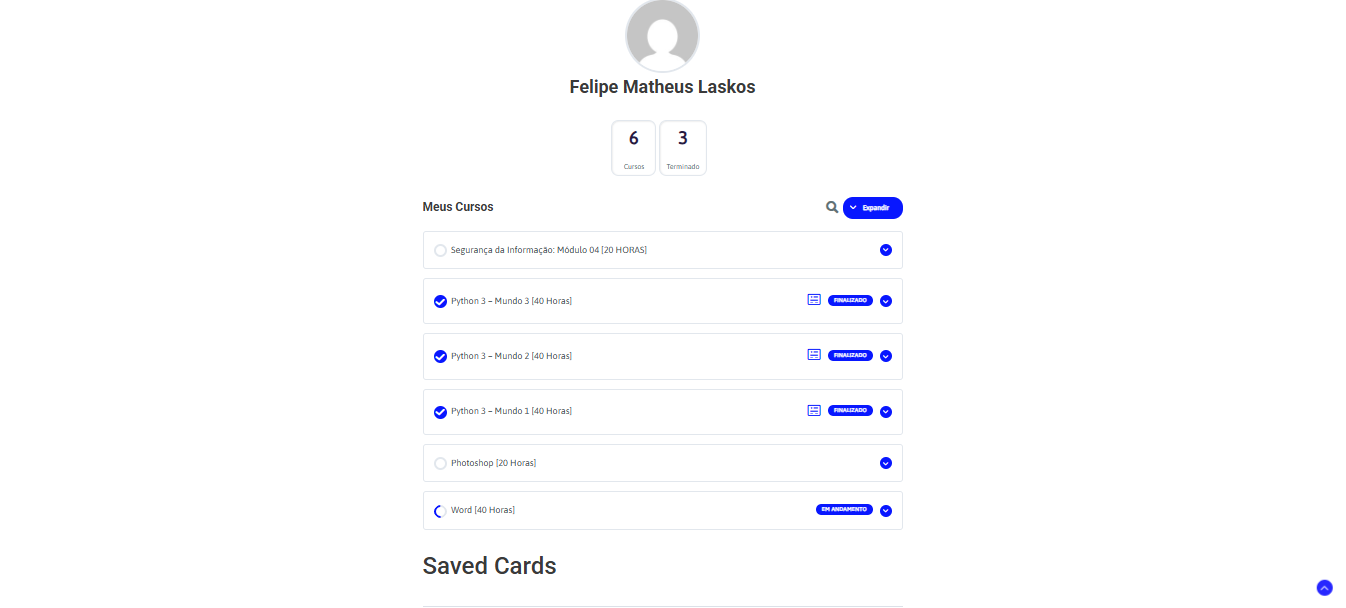 Felipe Matheus Laskos
6 3
Cursos Terminado
Meus Cursos Expandir
Segurança da Informação: Módulo 04 [20 HORAS]
Python 3 – Mundo 3 [40 Horas] FINALIZADO
Python 3 – Mundo 2 [40 Horas] FINALIZADO
Python 3 – Mundo 1 [40 Horas] FINALIZADO
Photoshop [20 Horas]
Word [40 Horas] EM ANDAMENTO
Saved Cards